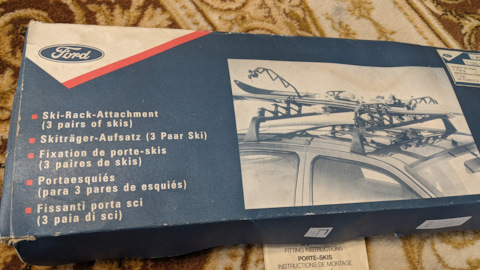 Ford
Ski-Rack-Attachment
(3 pairs of skis)
Skiträger-Aufsatz (3 Paar Ski)
Fixation de porte-skis
(3 paires de skis)
Portaesquiés
(para 3 pares de esquiés)
Fissanti porta sci
(3 paia di sci)
FITTING INSTRUCTIONS
PORTE-SKIS
INSTRUCTIONS DE MONTAGE